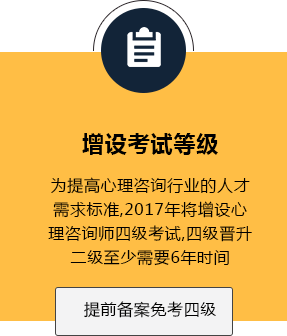 增设考试等级
为提高心理咨询行业的人才
需求标准,2017年将增设心
理咨询师四级考试,四级晋升
二级至少需要6年时间
提前备案免考四级